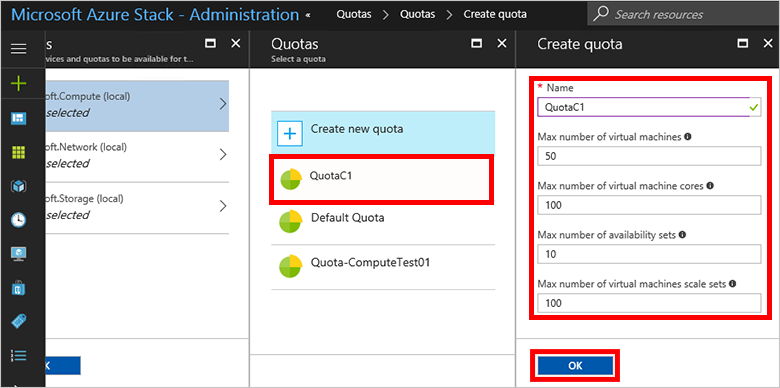 Microsoft Azure Stack - Administration « Quotas > Quotas > Create quota Search resources
s
vices and quotas to be available for t...
oft.Compute (local)
selected
oft.Network (local)
selected
oft.Storage (local)
selected
K
Quotas
Select a quota
Create new quota
QuotaC1
Default Quota
Quota-ComputeTest01
Create quota
* Name
QuotaC1
Max number of virtual machines
50
Max number of virtual machine cores
100
Max number of availability sets
10
Max number of virtual machines scale sets
100
OK